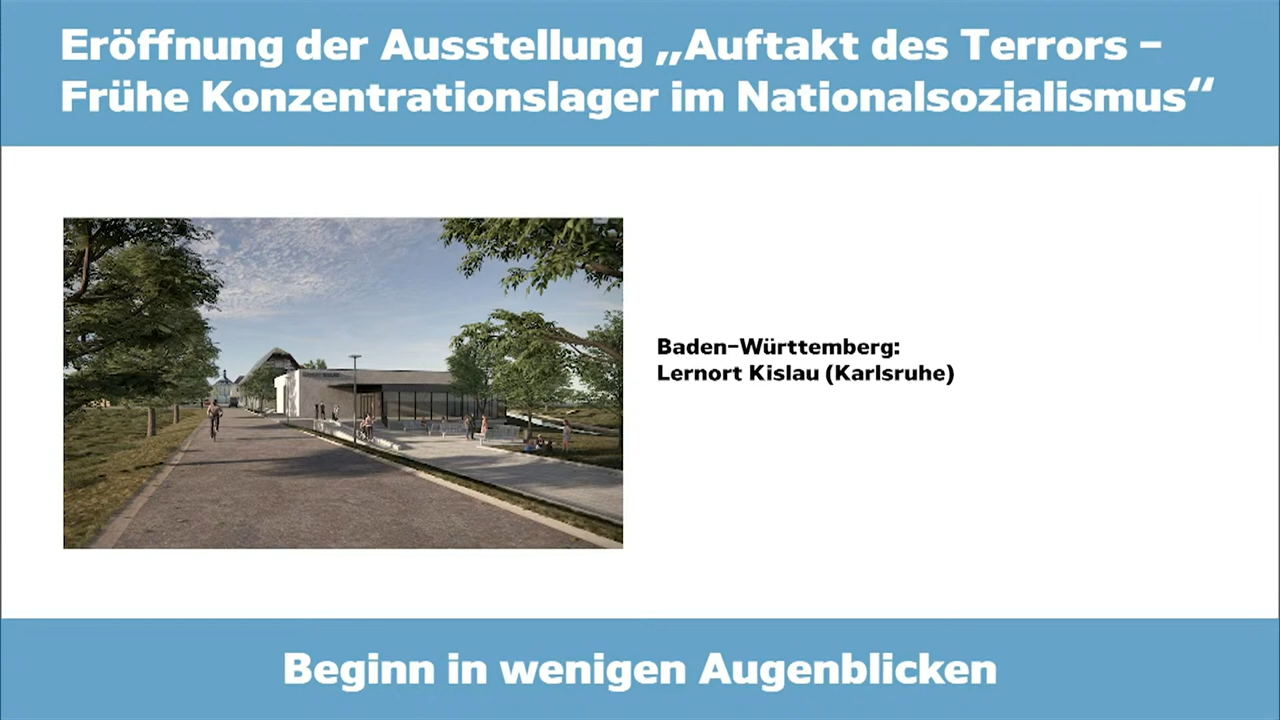 Eröffnung der Ausstellung „Auftakt des Terrors –
Frühe Konzentrationslager im Nationalsozialismus“
Baden-Württemberg:
Lernort Kislau (Karlsruhe)
Beginn in wenigen Augenblicken